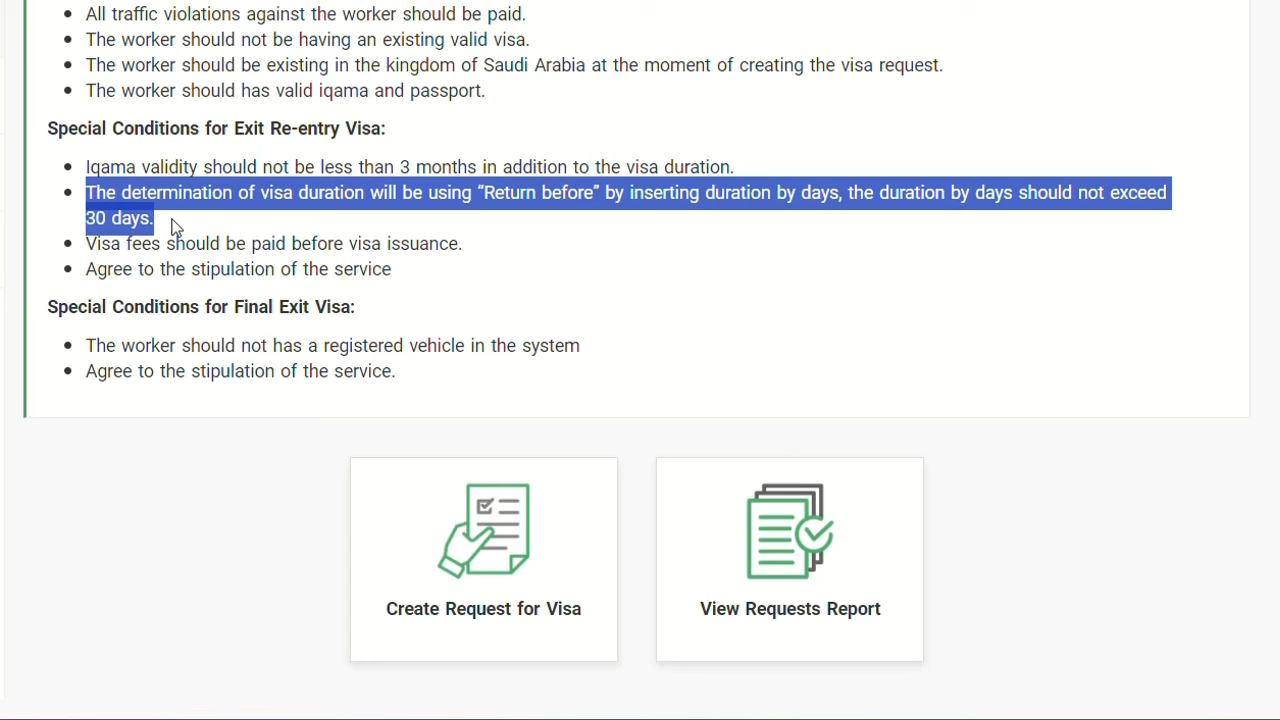 All traffic violations against the worker should be paid.
The worker should not be having an existing valid visa.
The worker should be existing in the kingdom of Saudi Arabia at the moment of creating the visa request.
The worker should has valid iqama and passport.
Special Conditions for Exit Re-entry Visa:
Iqama validity should not be less than 3 months in addition to the visa duration.
The determination of visa duration will be using “Return before” by inserting duration by days, the duration by days should not exceed
30 days.
Visa fees should be paid before visa issuance.
Agree to the stipulation of the service
Special Conditions for Final Exit Visa:
The worker should not has a registered vehicle in the system
Agree to the stipulation of the service.
Create Request for Visa
View Requests Report